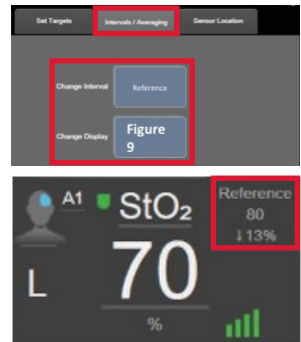 Set Targets Intervals / Averaging Sensor Location
Change Interval Reference
Change Display Figure
9
A1 StO₂ Reference
80
↓13%
L 70
%